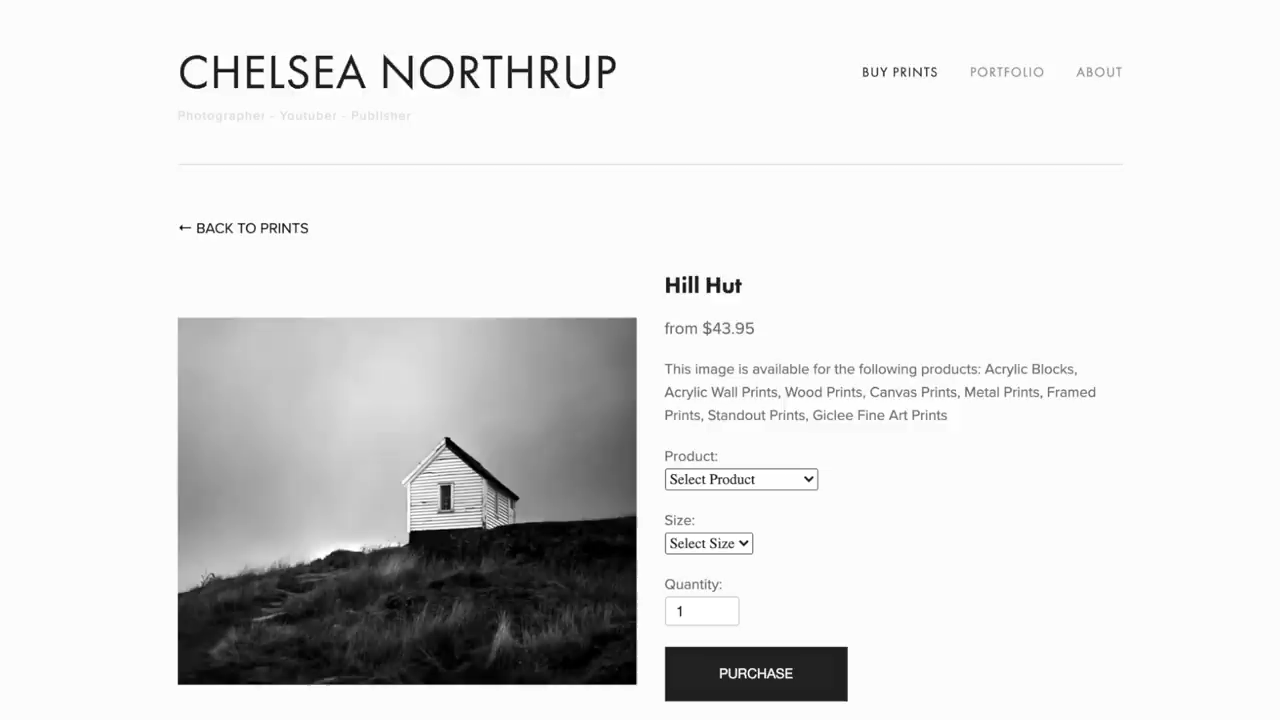 CHELSEA NORTHRUP
BUY PRINTS
PORTFOLIO
ABOUT
Photographer - Youtuber - Publisher
← BACK TO PRINTS
Hill Hut
from $43.95
This image is available for the following products: Acrylic Blocks,
Acrylic Wall Prints, Wood Prints, Canvas Prints, Metal Prints, Framed
Prints, Standout Prints, Giclee Fine Art Prints
Product:
Select Product
Size:
Select Size
Quantity:
1
PURCHASE